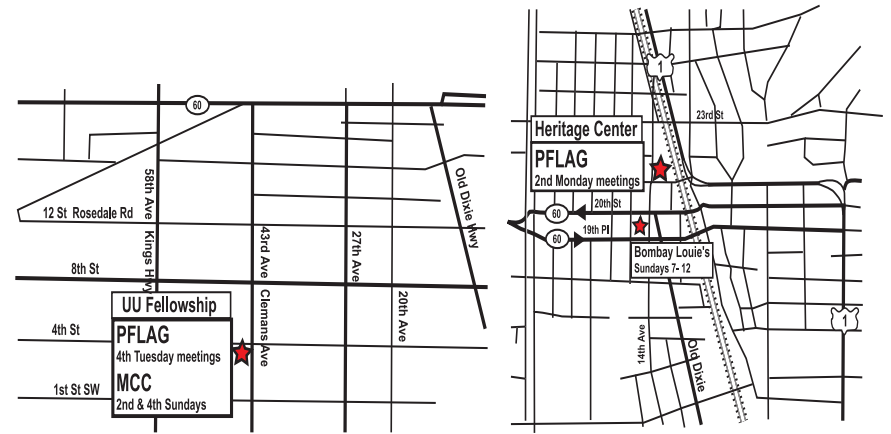 60
58th Ave Kings Hwy
12 St Rosedale Rd
8th St
4th St
1st St SW
43rd Ave Clemans Ave
27th Ave
20th Ave
Old Dixie Hwy
UU Fellowship
PFLAG
4th Tuesday meetings
MCC
2nd & 4th Sundays
1
23rd St
Heritage Center
PFLAG
2nd Monday meetings
60
20th St
60
19th Pl
Bombay Louie's
Sundays 7- 12
14th Ave
Old Dixie
1